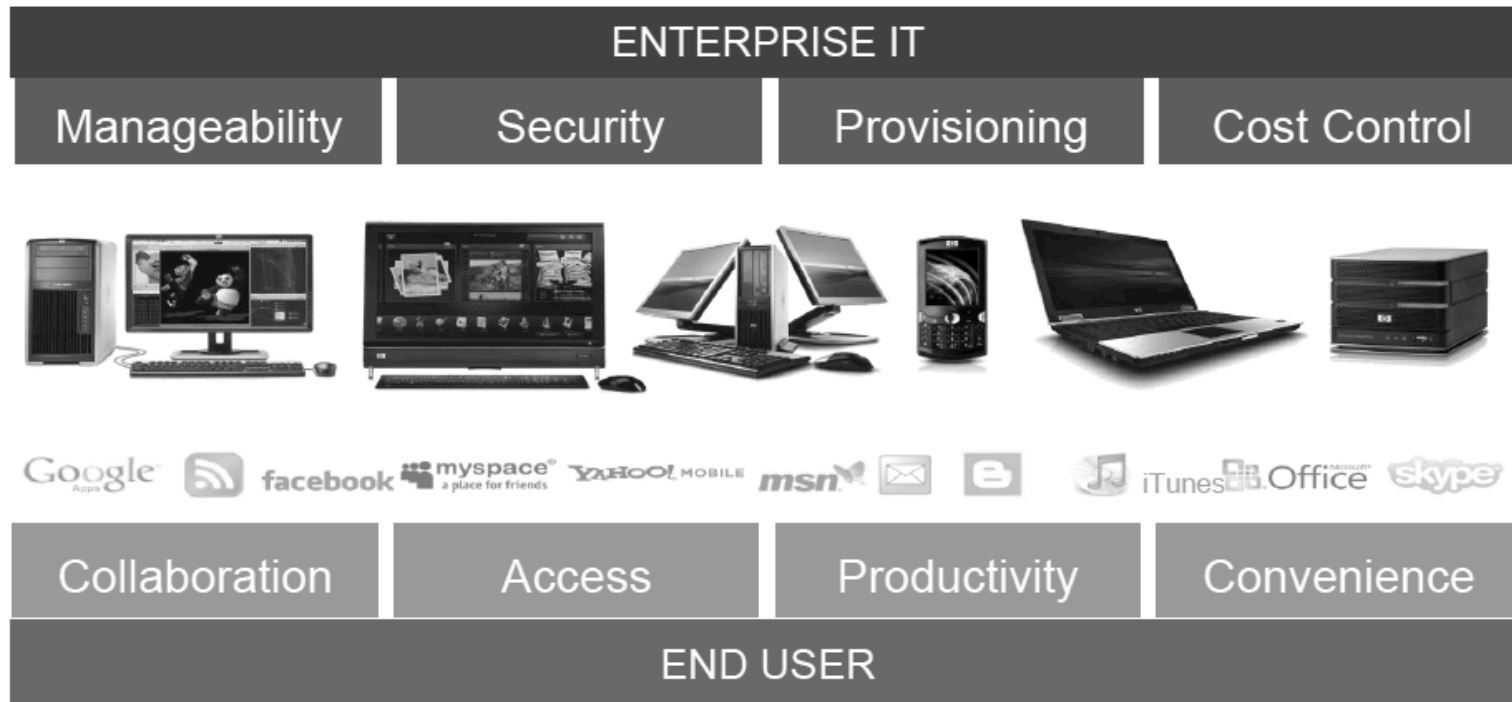 ENTERPRISE IT
Manageability Security Provisioning Cost Control
Google facebook myspace® YAHOO! MOBILE msn iTunes Office Microsoft® skype
Apps a place for friends
Collaboration Access Productivity Convenience
END USER